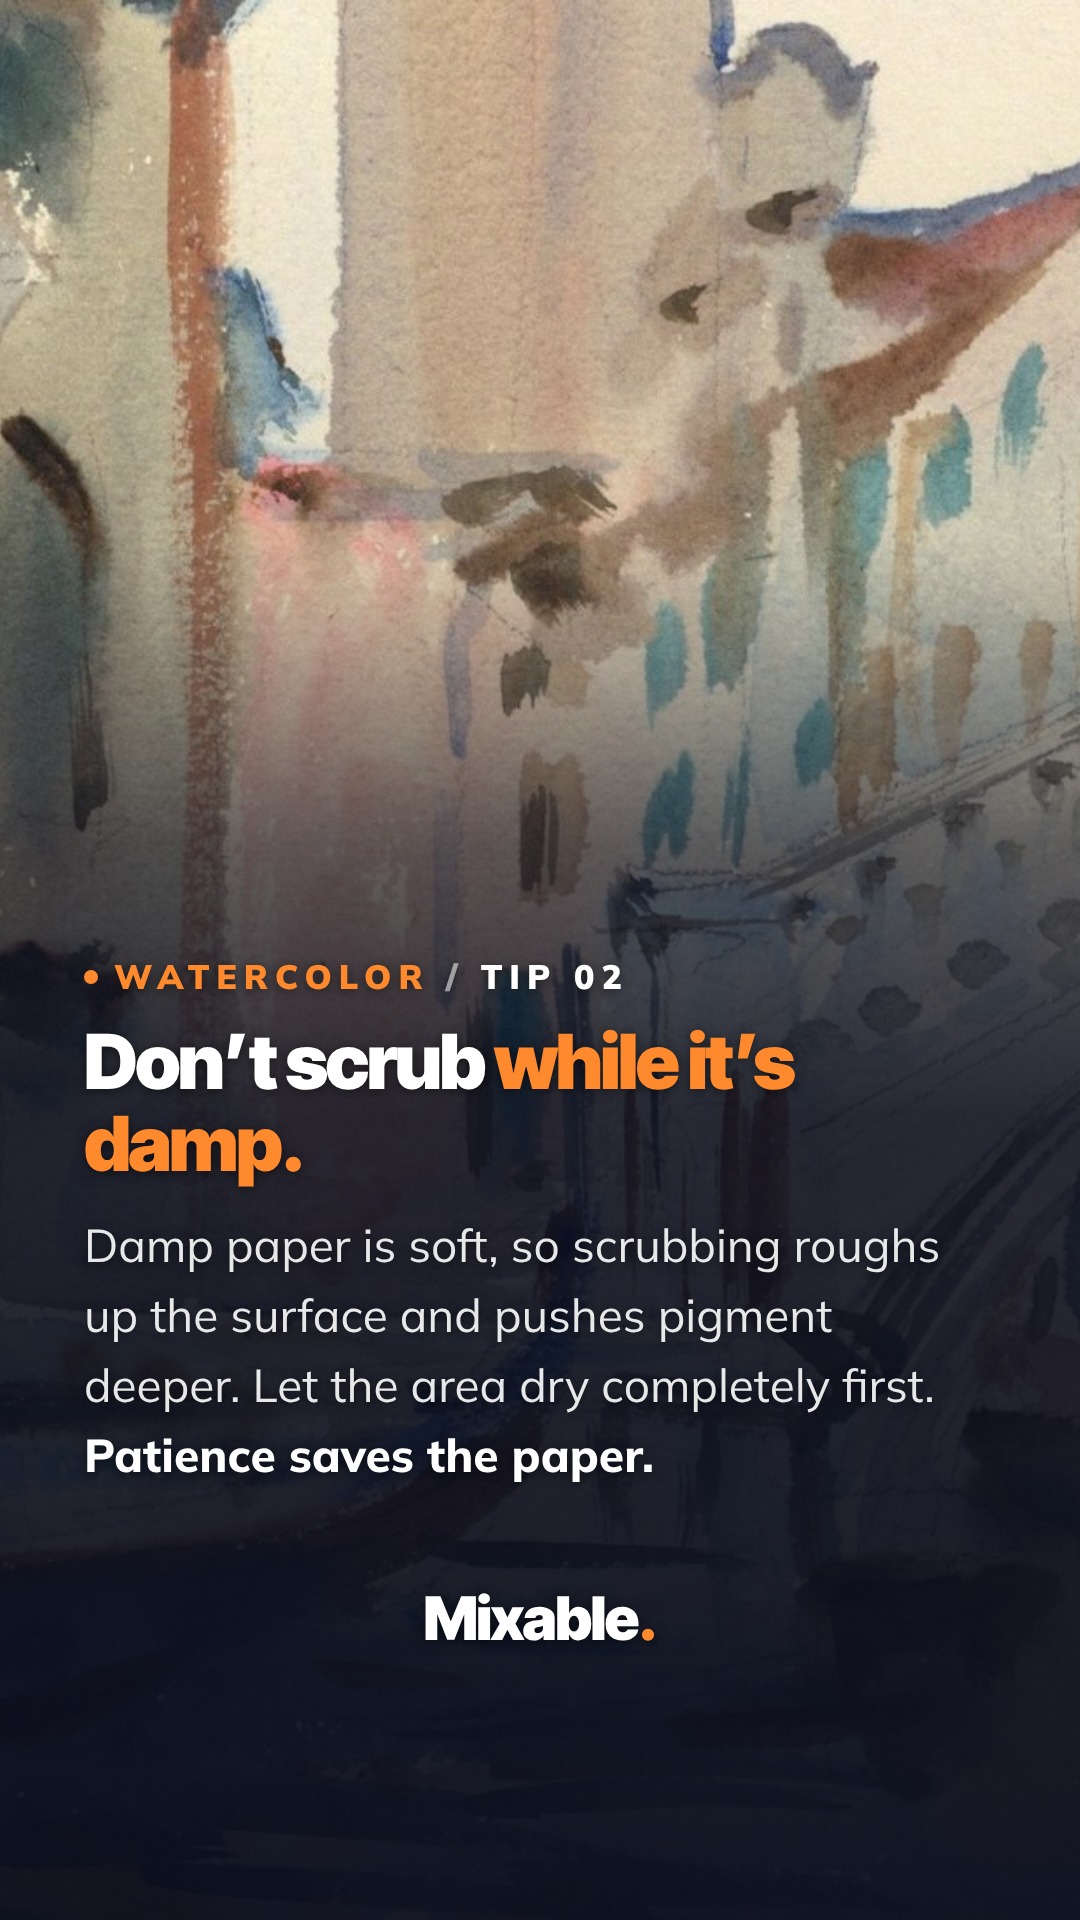 • WATERCOLOR / TIP 02
Don’t scrub while it’s
damp.
Damp paper is soft, so scrubbing roughs
up the surface and pushes pigment
deeper. Let the area dry completely first.
Patience saves the paper.
Mixable.